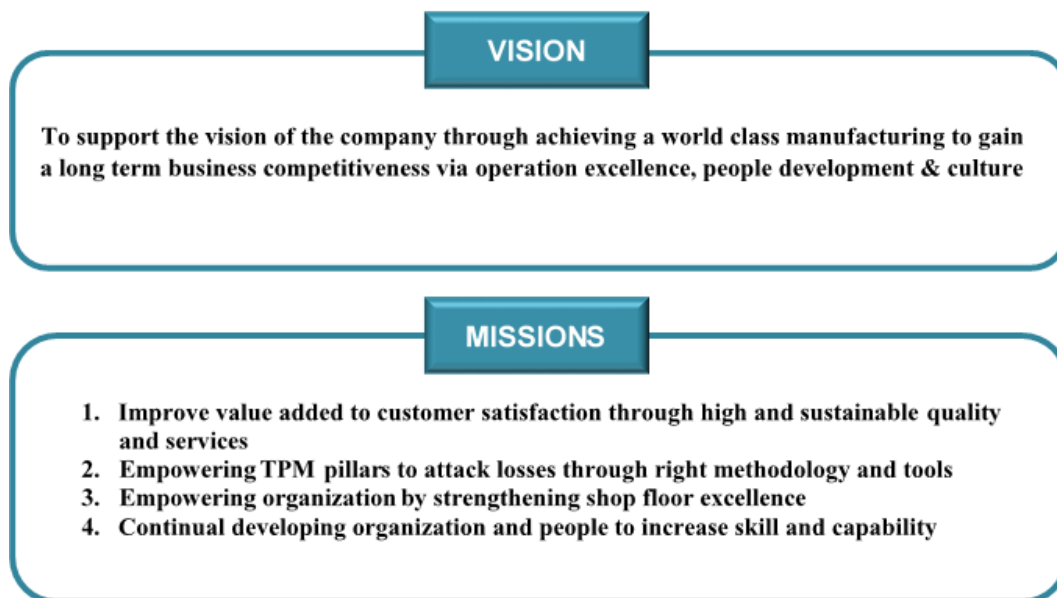 VISION
To support the vision of the company through achieving a world class manufacturing to gain
a long term business competitiveness via operation excellence, people development & culture
MISSIONS
1. Improve value added to customer satisfaction through high and sustainable quality
and services
2. Empowering TPM pillars to attack losses through right methodology and tools
3. Empowering organization by strengthening shop floor excellence
4. Continual developing organization and people to increase skill and capability